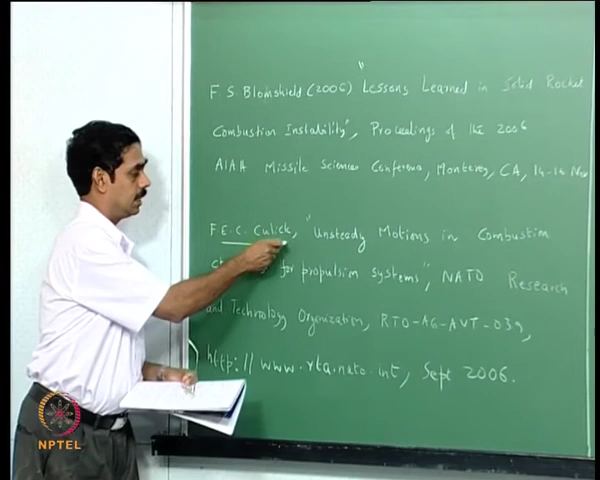 F S Blomshield (2006) "Lessons Learned in Solid Rocket
Combustion Instability", Proceedings of the 2006
AIAA Missile Sciences Conference, Monterey, CA, 14-16 Nov
F.E.C. Culick, "Unsteady Motions in Combustion
for propulsion systems", NATO Research
and Technology Organization, RTO-AG-AVT-039,
http://www.rta.nato.int, Sept 2006.
NPTEL